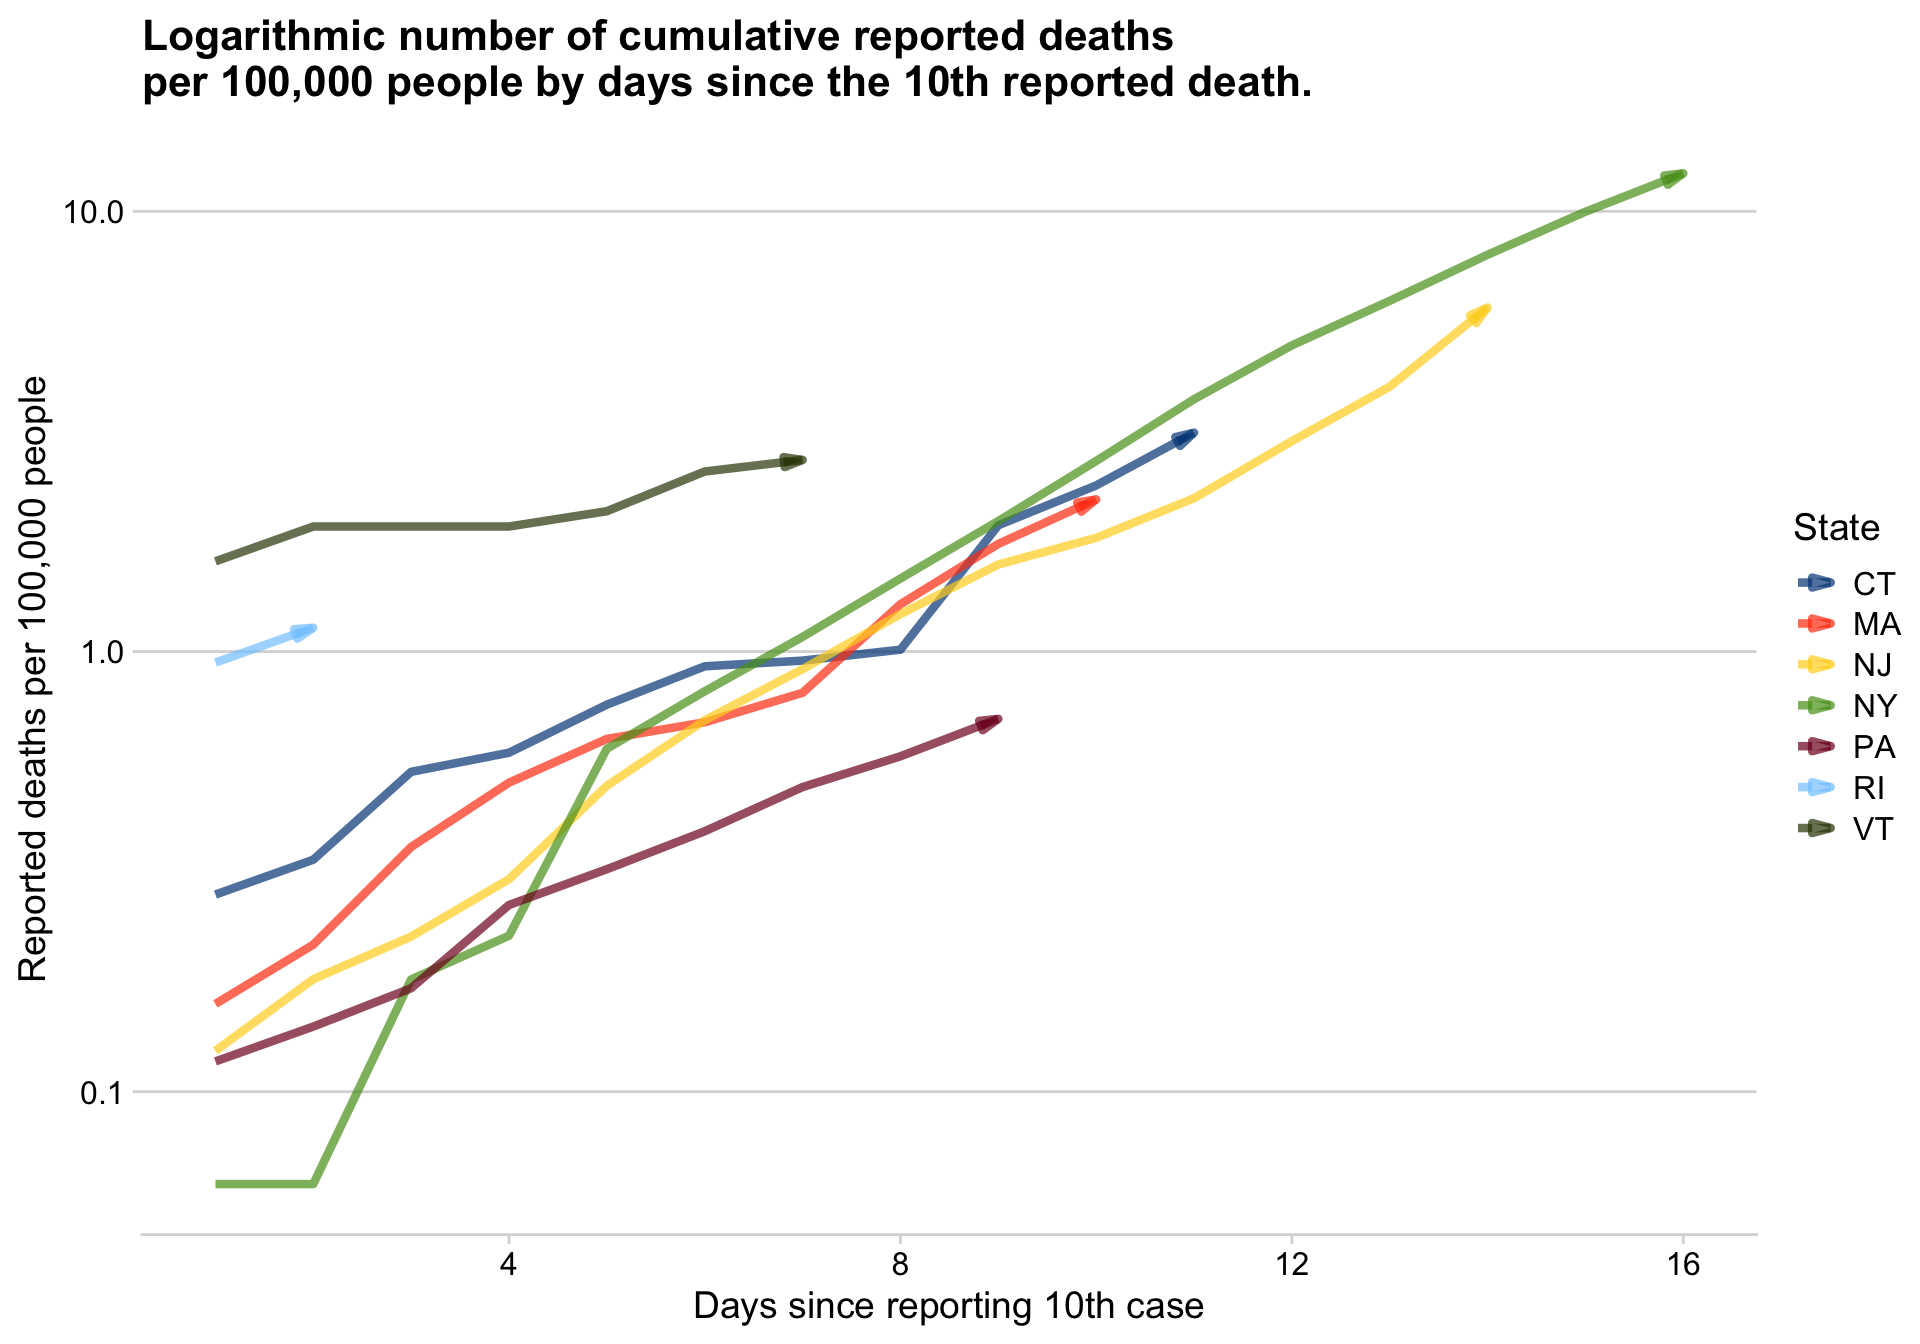 Logarithmic number of cumulative reported deaths
per 100,000 people by days since the 10th reported death.
Reported deaths per 100,000 people
10.0
1.0
0.1
4
8
12
16
Days since reporting 10th case
State
CT
MA
NJ
NY
PA
RI
VT